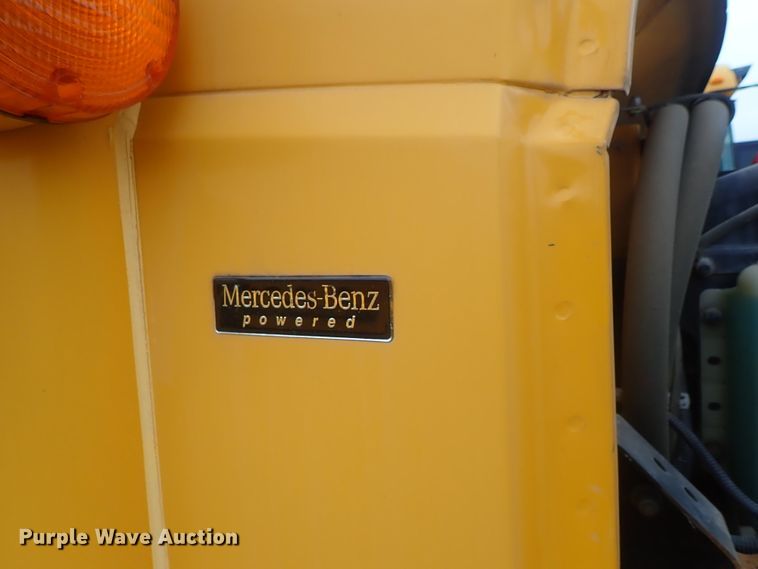 Mercedes-Benz
powered
Purple Wave Auction